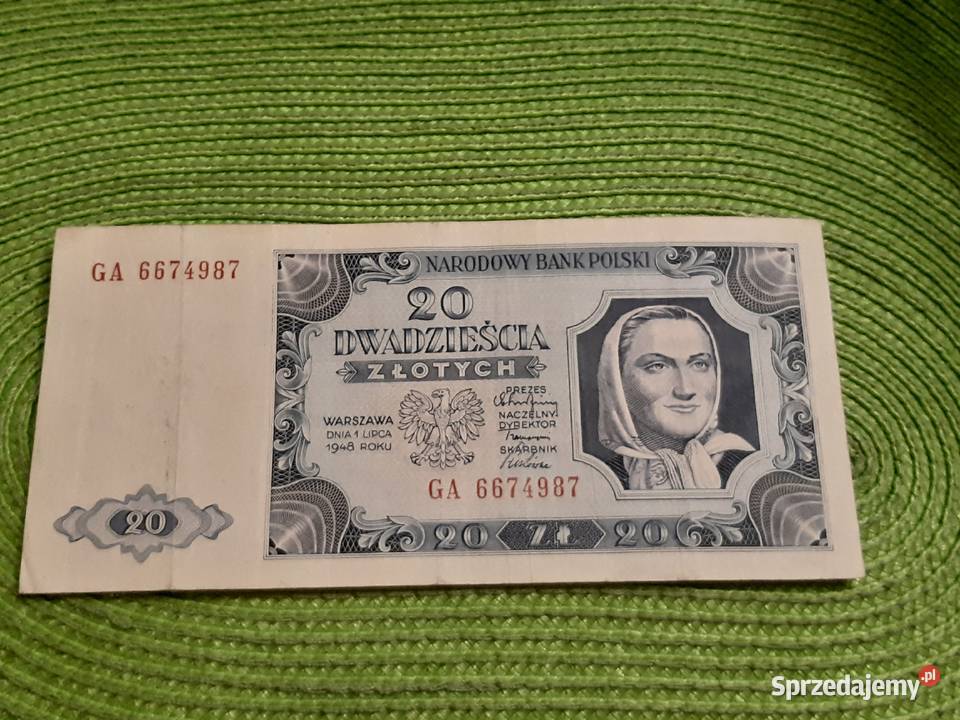 GA 6674987
NARODOWY BANK POLSKI
20
DWADZIEŚCIA
ZŁOTYCH
WARSZAWA
DNIA 1 LIPCA
1948 ROKU
PREZES
NACZELNY
DYREKTOR
SKARBNIK
GA 6674987
20
20 ZŁ 20
Sprzedajemy.pl